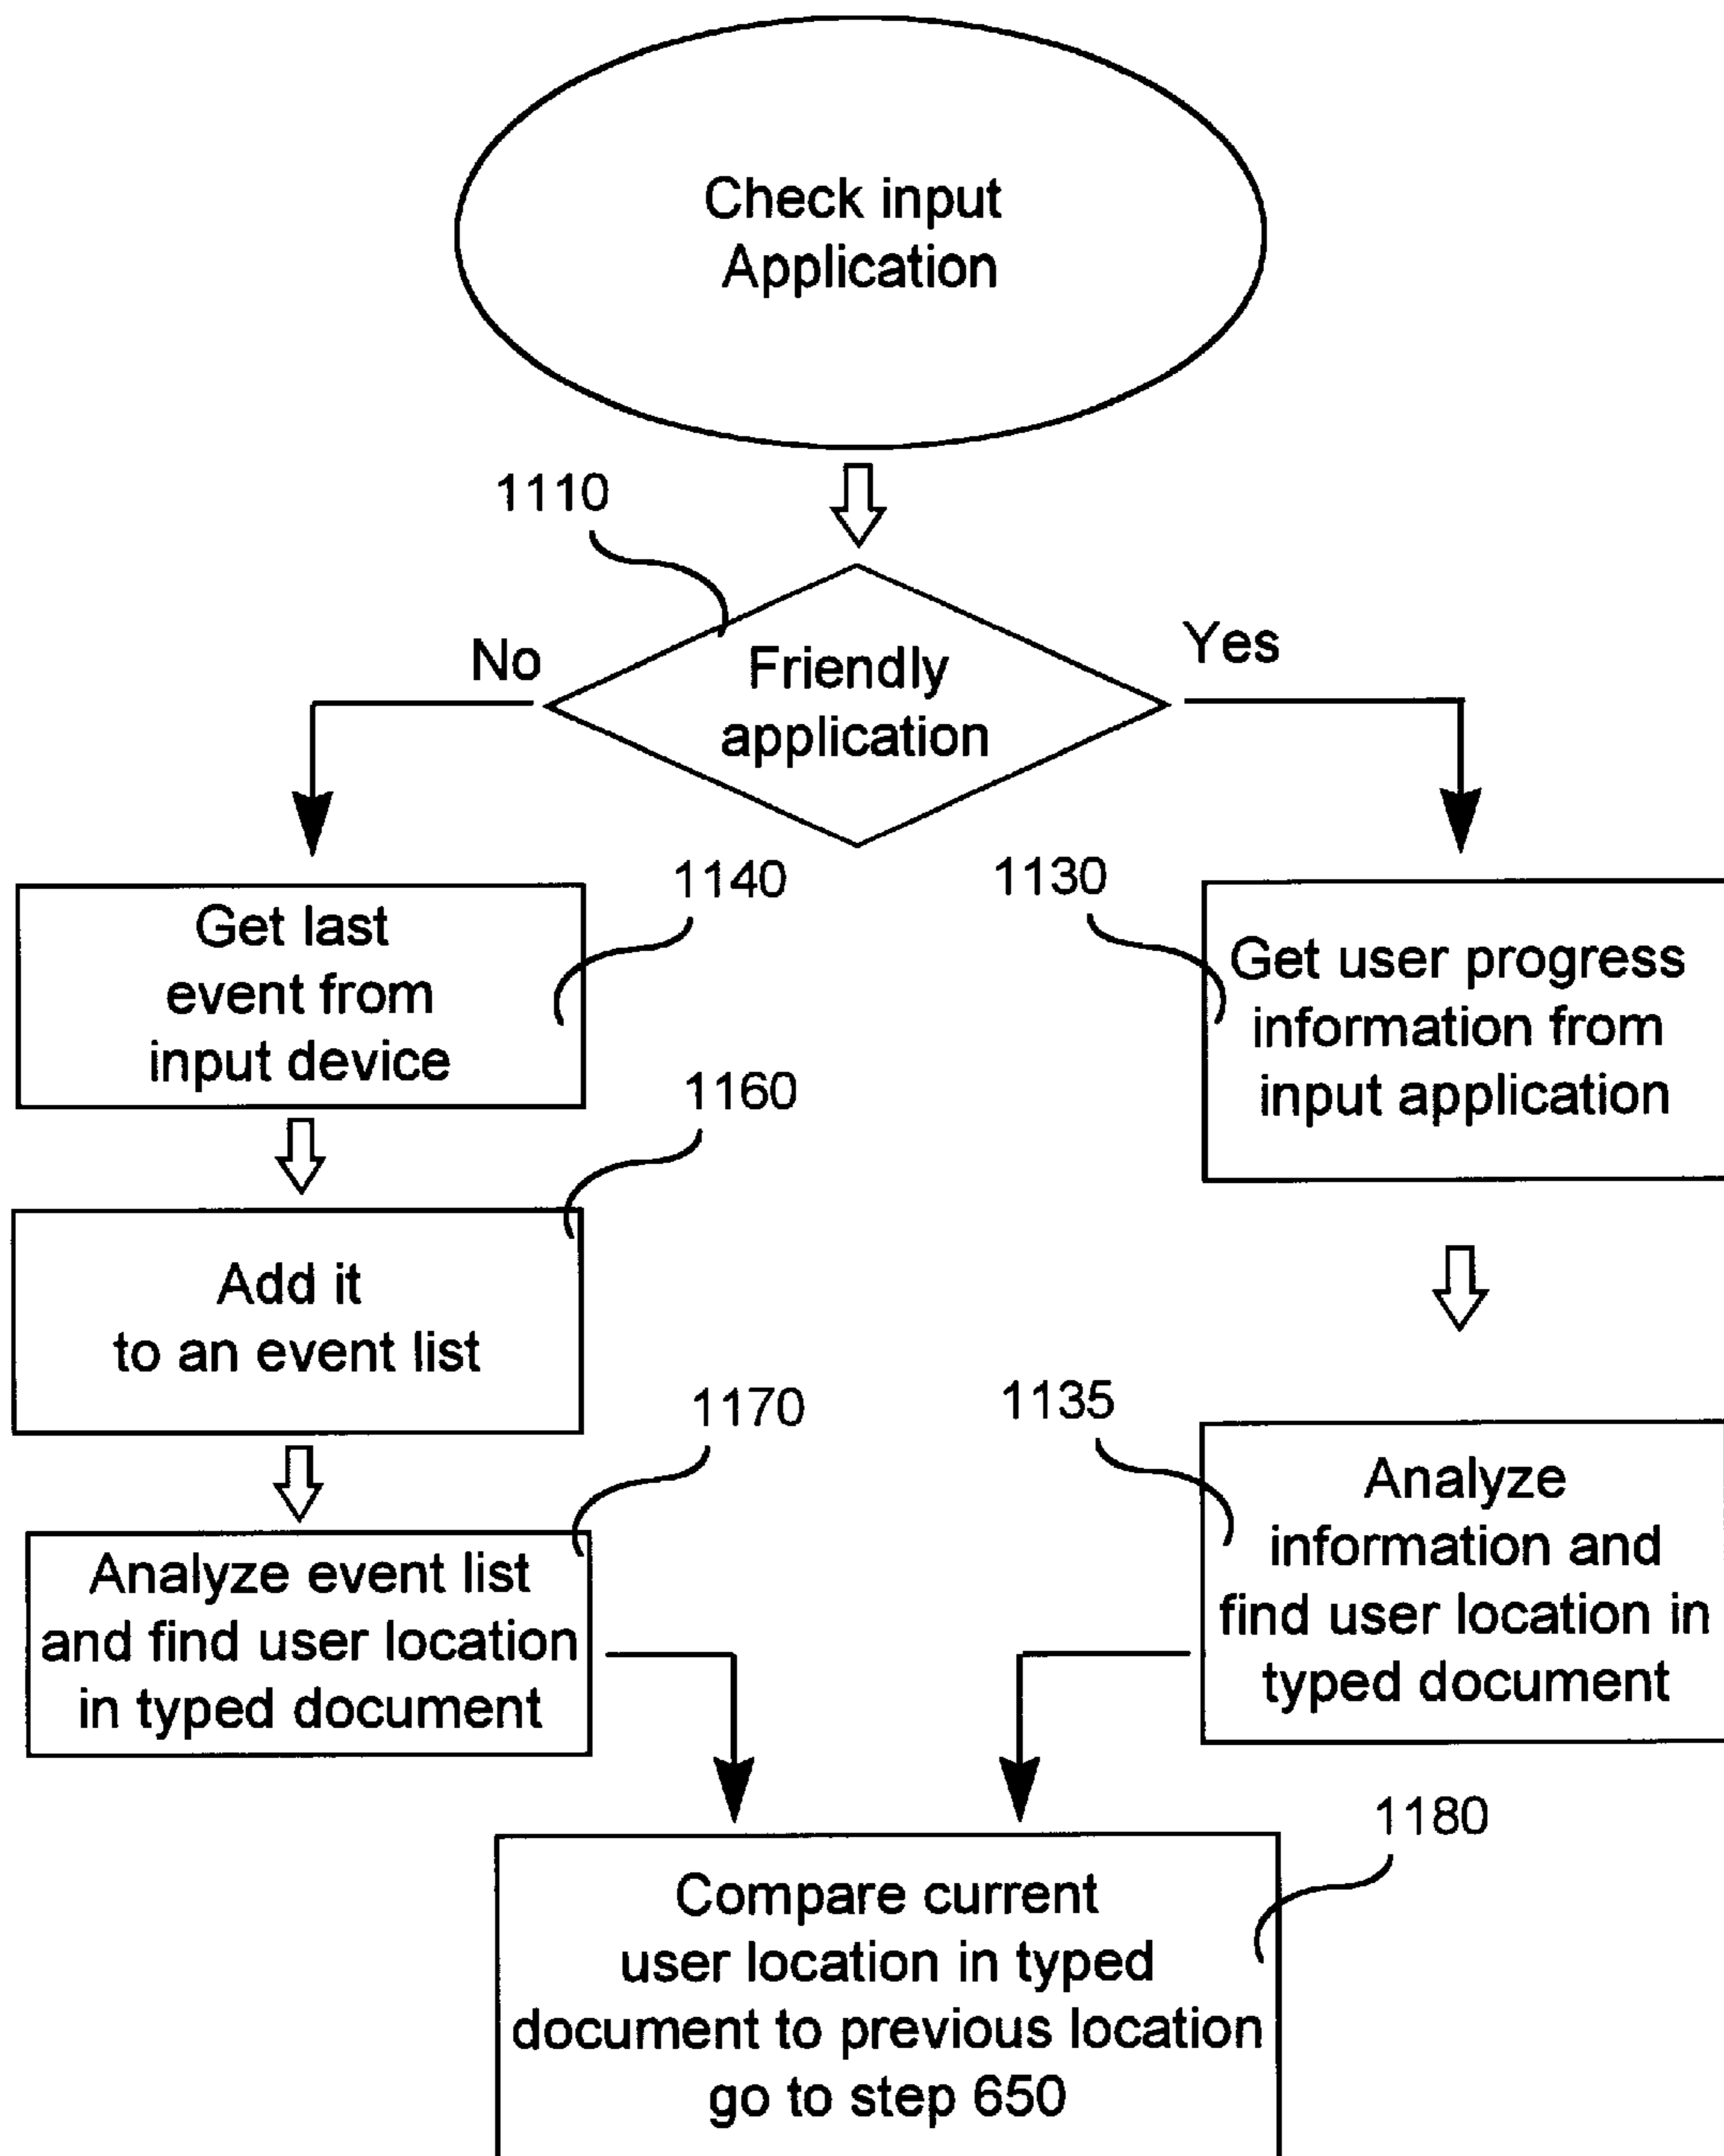 Check input
Application
1110
No
Yes
Friendly
application
1140
1130
Get last
event from
input device
Get user progress
information from
input application
1160
Add it
to an event list
1170
1135
Analyze event list
and find user location
in typed document
Analyze
information and
find user location in
typed document
1180
Compare current
user location in typed
document to previous location
go to step 650